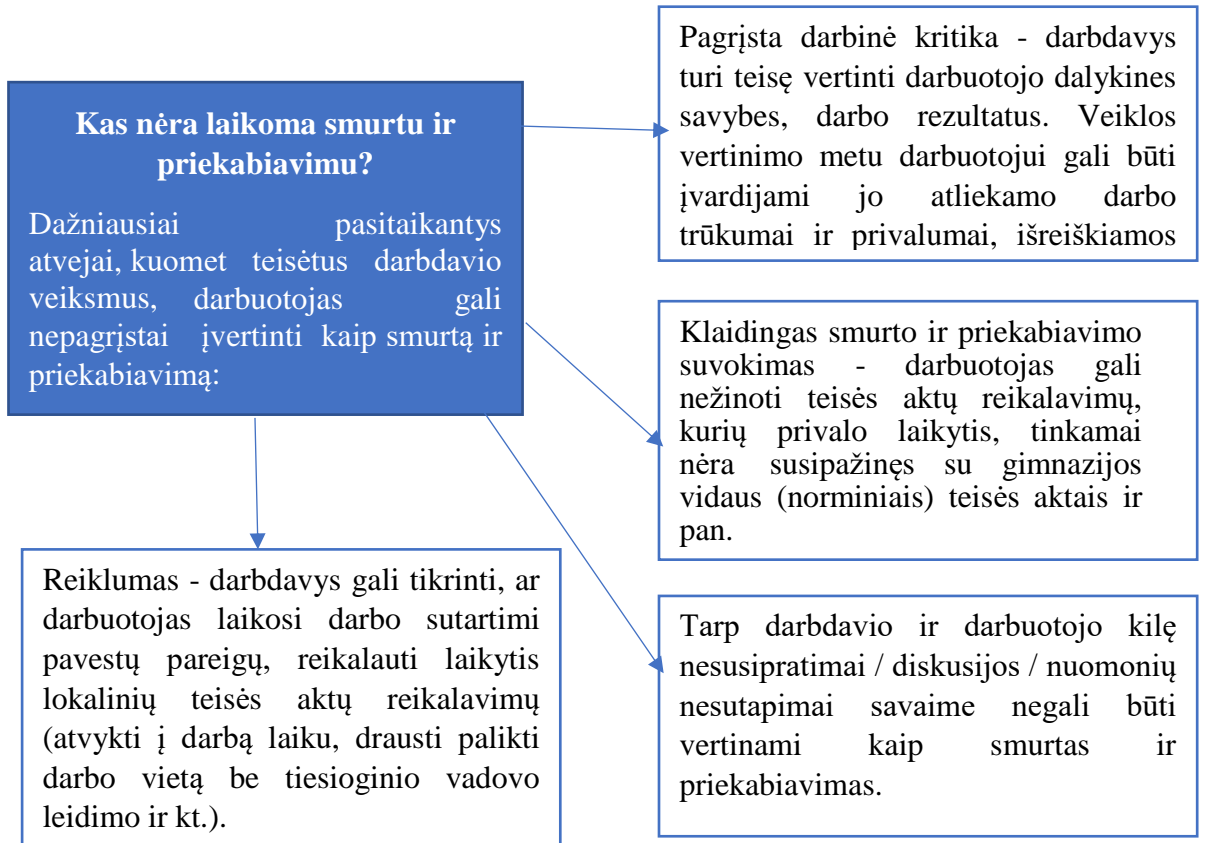 Kas nėra laikoma smurtu ir
priekabiavimu?
Dažniausiai pasitaikantys
atvejai, kuomet teisėtus darbdavio
veiksmus, darbuotojas gali
nepagrįstai įvertinti kaip smurtą ir
priekabiavimą:
Pagrįsta darbinė kritika - darbdavys
turi teisę vertinti darbuotojo dalykines
savybes, darbo rezultatus. Veiklos
vertinimo metu darbuotojui gali būti
įvardijami jo atliekamo darbo
trūkumai ir privalumai, išreiškiamos
Klaidingas smurto ir priekabiavimo
suvokimas - darbuotojas gali
nežinoti teisės aktų reikalavimų,
kurių privalo laikytis, tinkamai
nėra susipažinęs su gimnazijos
vidaus (norminiais) teisės aktais ir
pan.
Reiklumas - darbdavys gali tikrinti, ar
darbuotojas laikosi darbo sutartimi
pavestų pareigų, reikalauti laikytis
lokalinių teisės aktų reikalavimų
(atvykti į darbą laiku, drausti palikti
darbo vietą be tiesioginio vadovo
leidimo ir kt.).
Tarp darbdavio ir darbuotojo kilę
nesusipratimai / diskusijos / nuomonių
nesutapimai savaime negali būti
vertinami kaip smurtas ir
priekabiavimas.